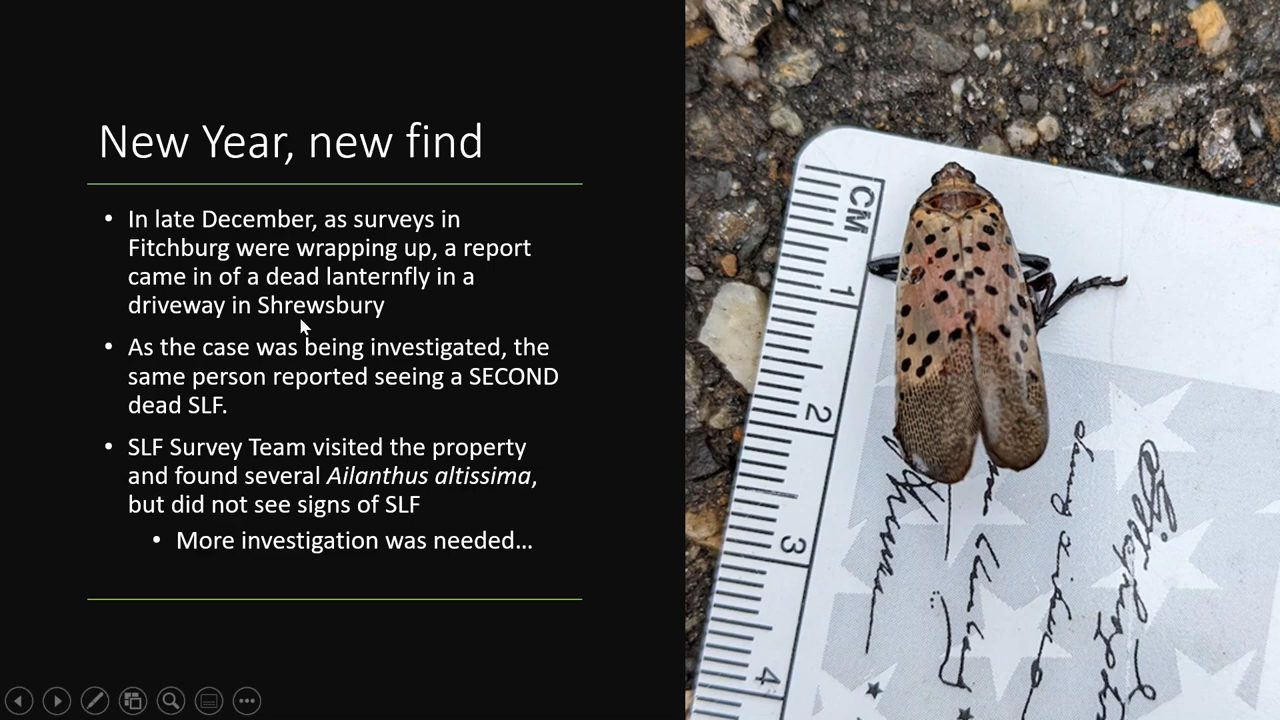 New Year, new find
• In late December, as surveys in
Fitchburg were wrapping up, a report
came in of a dead lanternfly in a
driveway in Shrewsbury
• As the case was being investigated, the
same person reported seeing a SECOND
dead SLF.
• SLF Survey Team visited the property
and found several Ailanthus altissima,
but did not see signs of SLF
• More investigation was needed...
CM
1
2
3
4